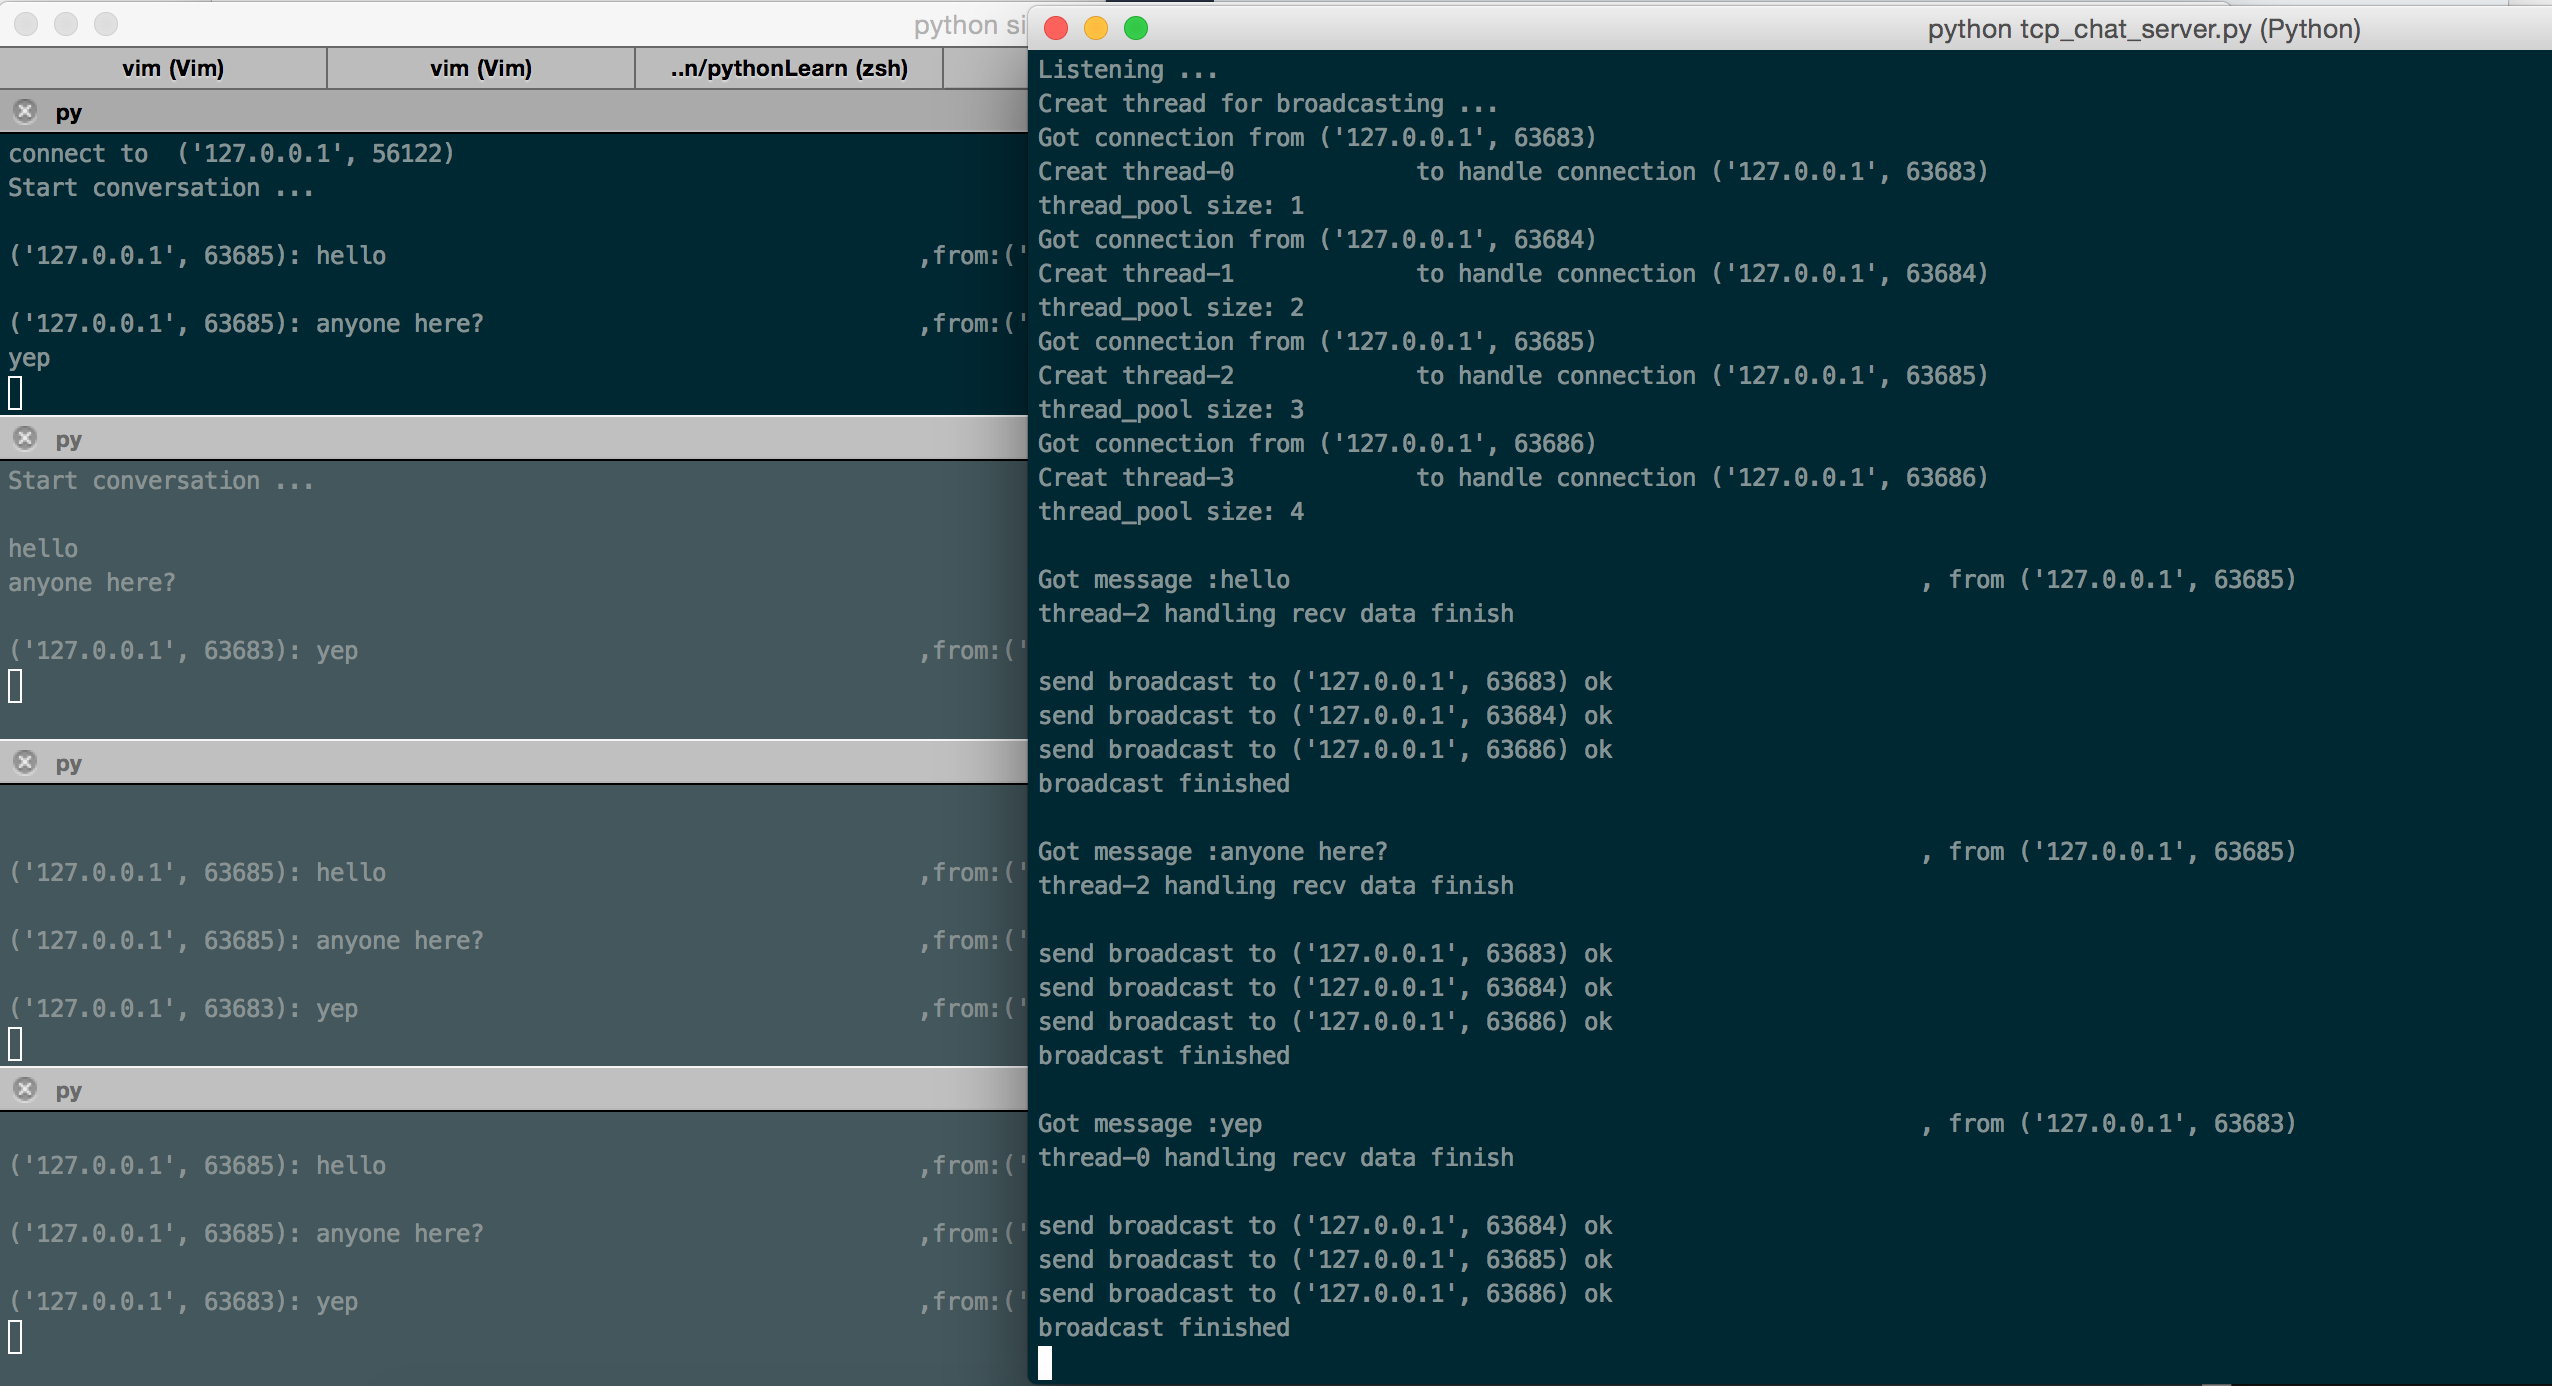 python si
vim (Vim)
vim (Vim)
..n/pythonLearn (zsh)
py
connect to  ('127.0.0.1', 56122)
Start conversation ...
('127.0.0.1', 63685): hello ,from:('
('127.0.0.1', 63685): anyone here? ,from:('
yep
py
Start conversation ...
hello
anyone here?
('127.0.0.1', 63683): yep ,from:('
py
('127.0.0.1', 63685): hello ,from:('
('127.0.0.1', 63685): anyone here? ,from:('
('127.0.0.1', 63683): yep ,from:('
py
('127.0.0.1', 63685): hello ,from:('
('127.0.0.1', 63685): anyone here? ,from:('
('127.0.0.1', 63683): yep ,from:('
python tcp_chat_server.py (Python)
Listening ...
Creat thread for broadcasting ...
Got connection from ('127.0.0.1', 63683)
Creat thread-0 to handle connection ('127.0.0.1', 63683)
thread_pool size: 1
Got connection from ('127.0.0.1', 63684)
Creat thread-1 to handle connection ('127.0.0.1', 63684)
thread_pool size: 2
Got connection from ('127.0.0.1', 63685)
Creat thread-2 to handle connection ('127.0.0.1', 63685)
thread_pool size: 3
Got connection from ('127.0.0.1', 63686)
Creat thread-3 to handle connection ('127.0.0.1', 63686)
thread_pool size: 4
Got message :hello , from ('127.0.0.1', 63685)
thread-2 handling recv data finish
send broadcast to ('127.0.0.1', 63683) ok
send broadcast to ('127.0.0.1', 63684) ok
send broadcast to ('127.0.0.1', 63686) ok
broadcast finished
Got message :anyone here? , from ('127.0.0.1', 63685)
thread-2 handling recv data finish
send broadcast to ('127.0.0.1', 63683) ok
send broadcast to ('127.0.0.1', 63684) ok
send broadcast to ('127.0.0.1', 63686) ok
broadcast finished
Got message :yep , from ('127.0.0.1', 63683)
thread-0 handling recv data finish
send broadcast to ('127.0.0.1', 63684) ok
send broadcast to ('127.0.0.1', 63685) ok
send broadcast to ('127.0.0.1', 63686) ok
broadcast finished